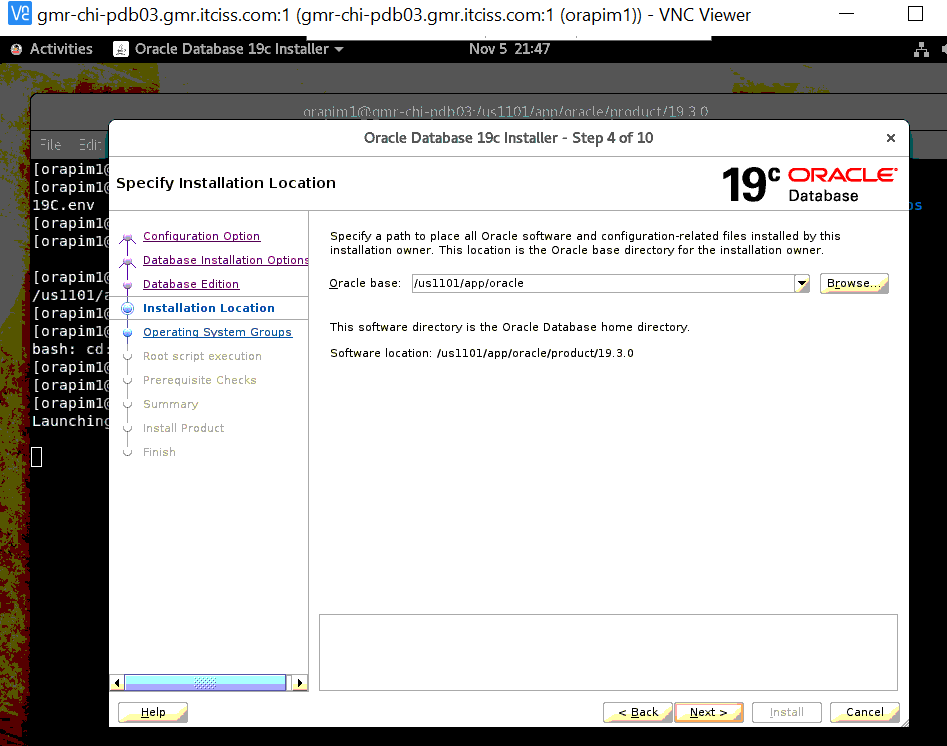 gmr-chi-pdb03.gmr.itciss.com:1 (gmr-chi-pdb03.gmr.itciss.com:1 (orapim1)) - VNC Viewer
Activities Oracle Database 19c Installer Nov 5 21:47
orapim1@gmr-chi-pdb03:/us1101/app/oracle/product/19.3.0
File Edit
Oracle Database 19c Installer - Step 4 of 10
[orapim1@
[orapim1@
19C.env
[orapim1@
[orapim1@
[orapim1@
/us1101/a
[orapim1@
[orapim1@
bash: cd:
[orapim1@
[orapim1@
[orapim1@
Launching
Specify Installation Location
19c ORACLE
Database
Configuration Option
Database Installation Options
Database Edition
Installation Location
Operating System Groups
Root script execution
Prerequisite Checks
Summary
Install Product
Finish
Specify a path to place all Oracle software and configuration-related files installed by this
installation owner. This location is the Oracle base directory for the installation owner.
Oracle base: /us1101/app/oracle Browse...
This software directory is the Oracle Database home directory.
Software location: /us1101/app/oracle/product/19.3.0
Help < Back Next > Install Cancel